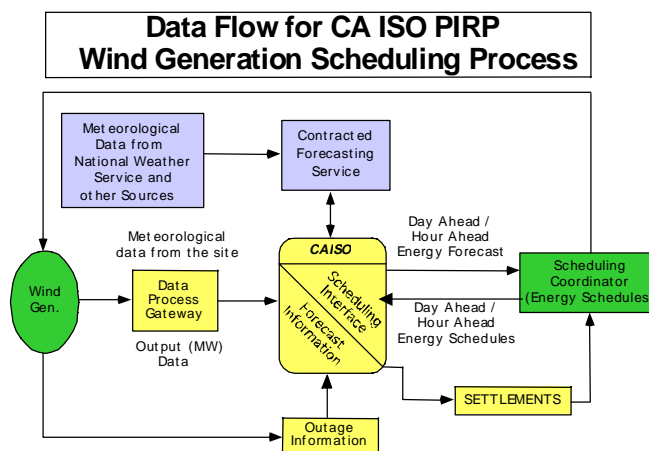 Data Flow for CA ISO PIRP
Wind Generation Scheduling Process
Meteorological
Data from
National Weather
Service and
other Sources
Contracted
Forecasting
Service
Meteorological
data from the site
Day Ahead /
Hour Ahead
Energy Forecast
CAISO
Scheduling
Interface
Forecast
Information
Wind
Gen.
Data
Process
Gateway
Scheduling
Coordinator
(Energy Schedules
Day Ahead /
Hour Ahead
Energy Schedules
Output (MW)
Data
SETTLEMENTS
Outage
Information